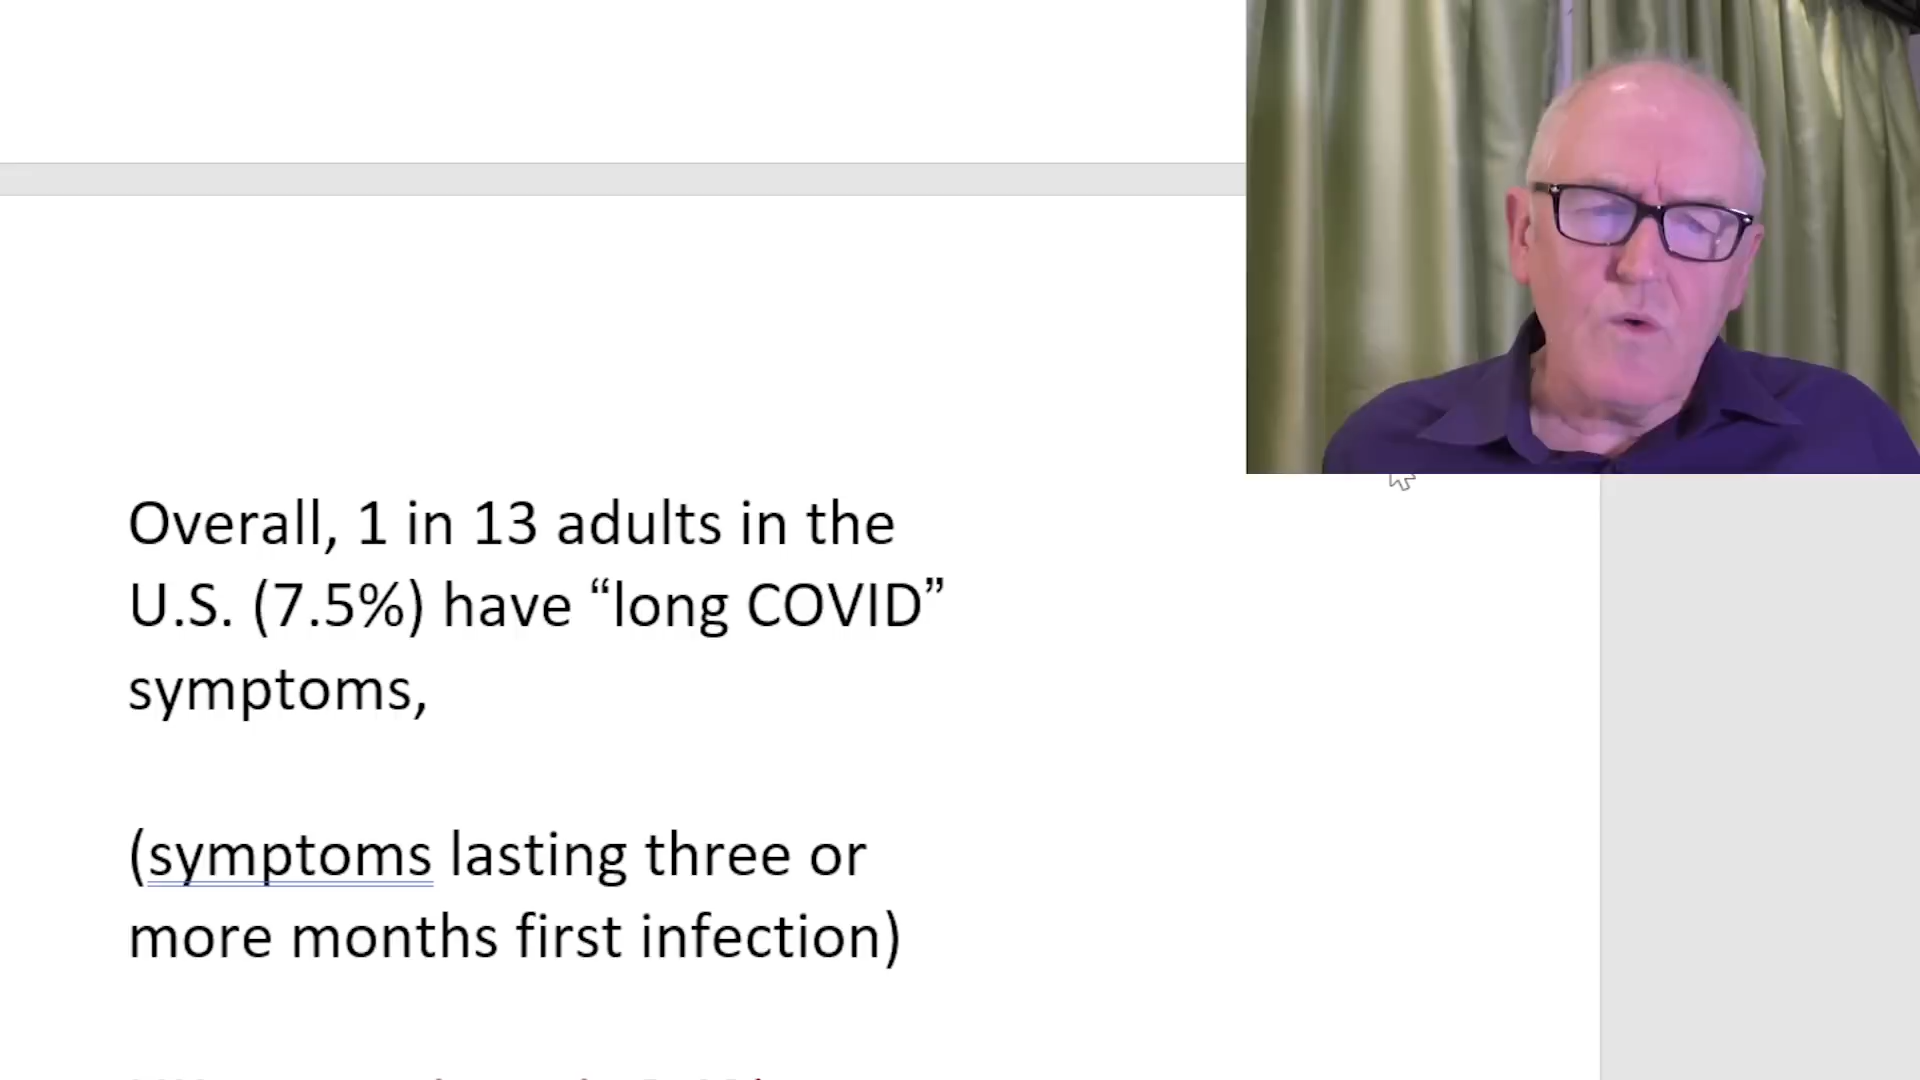 Overall, 1 in 13 adults in the
U.S. (7.5%) have “long COVID”
symptoms,
(symptoms lasting three or
more months first infection)